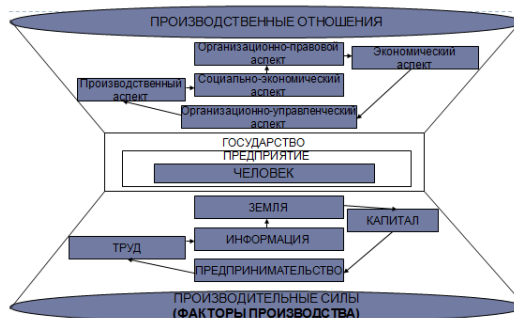 ПРОИЗВОДСТВЕННЫЕ ОТНОШЕНИЯ
Организационно-правовой
аспект
Экономический
аспект
Производственный
аспект
Социально-экономический
аспект
Организационно-управленческий
аспект
ГОСУДАРСТВО
ПРЕДПРИЯТИЕ
ЧЕЛОВЕК
ЗЕМЛЯ
КАПИТАЛ
ТРУД
ИНФОРМАЦИЯ
ПРЕДПРИНИМАТЕЛЬСТВО
ПРОИЗВОДИТЕЛЬНЫЕ СИЛЫ
(ФАКТОРЫ ПРОИЗВОДСТВА)